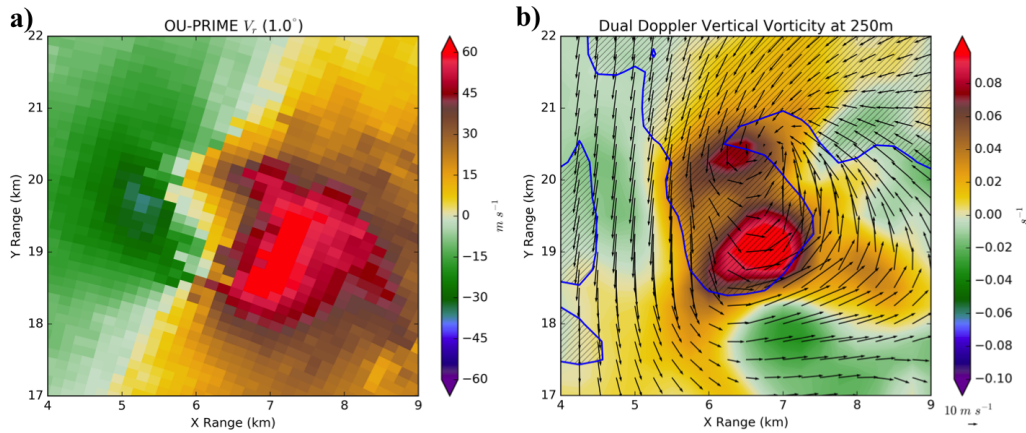 a)
OU-PRIME V_r (1.0°)
22
21
20
19
18
17
Y Range (km)
4 5 6 7 8 9
X Range (km)
60
45
30
15
0
−15
−30
−45
−60
m s⁻¹
b)
Dual Doppler Vertical Vorticity at 250m
22
21
20
19
18
17
Y Range (km)
4 5 6 7 8 9
X Range (km)
0.08
0.06
0.04
0.02
0.00
−0.02
−0.04
−0.06
−0.08
−0.10
s⁻¹
10 m s⁻¹